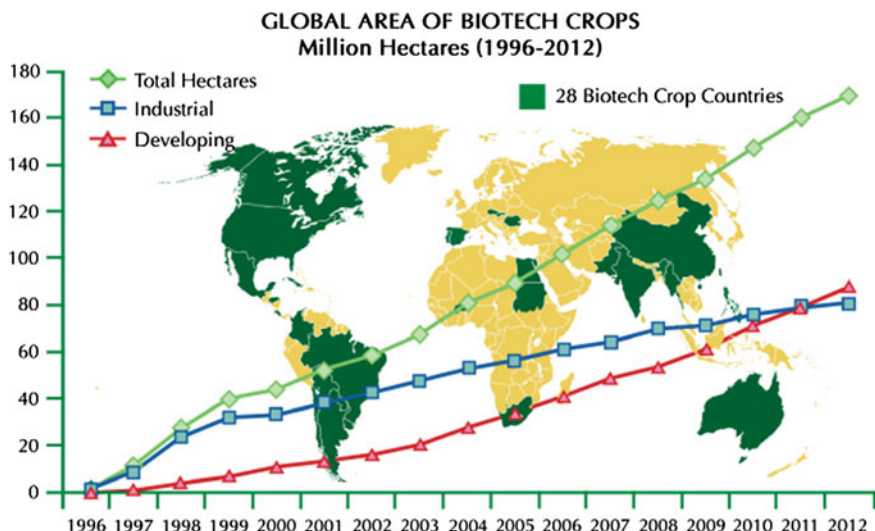 GLOBAL AREA OF BIOTECH CROPS
Million Hectares (1996-2012)
180
160
140
120
100
80
60
40
20
0
Total Hectares
Industrial
Developing
28 Biotech Crop Countries
1996 1997 1998 1999 2000 2001 2002 2003 2004 2005 2006 2007 2008 2009 2010 2011 2012